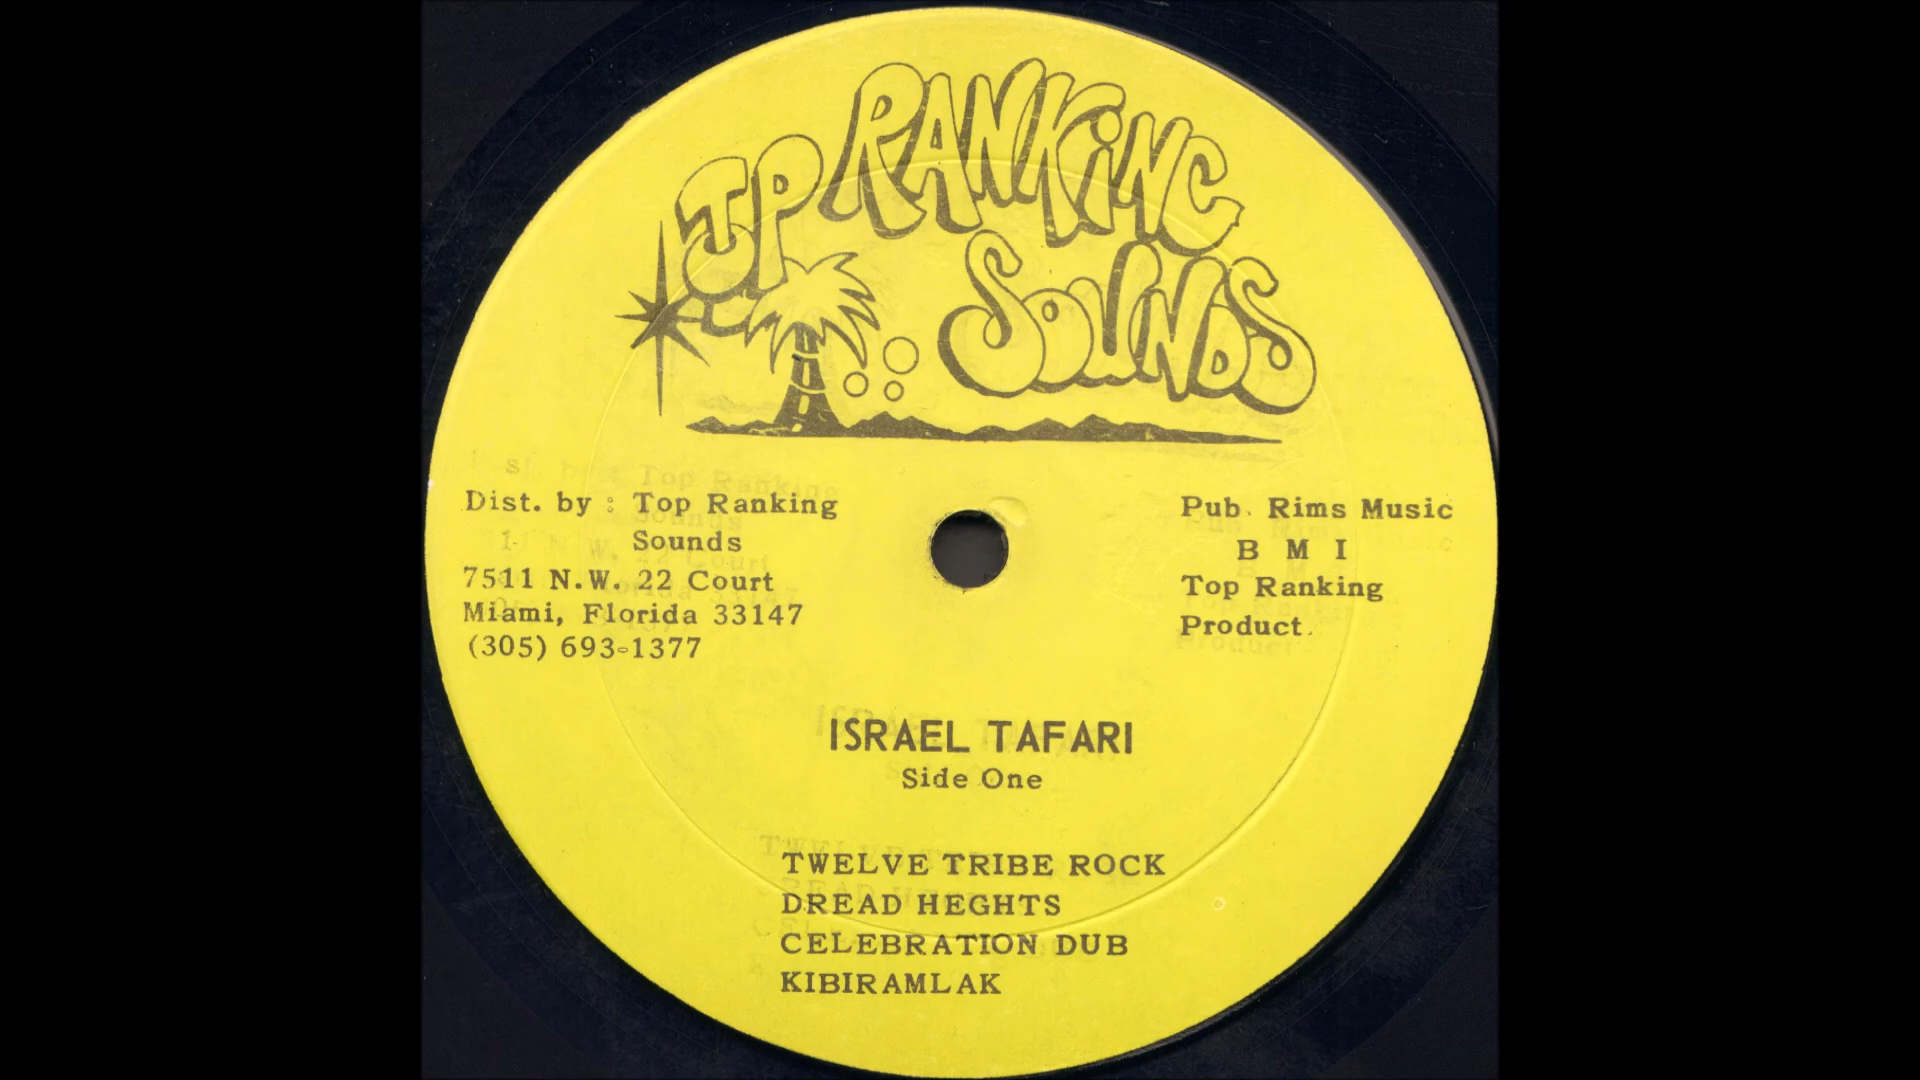 JP RANKiNG
SOUNDS
Dist. by : Top Ranking
Sounds
7511 N.W. 22 Court
Miami, Florida 33147
(305) 693-1377
Pub. Rims Music
B M I
Top Ranking
Product.
ISRAEL TAFARI
Side One
TWELVE TRIBE ROCK
DREAD HEGHTS
CELEBRATION DUB
KIBIRAMLAK